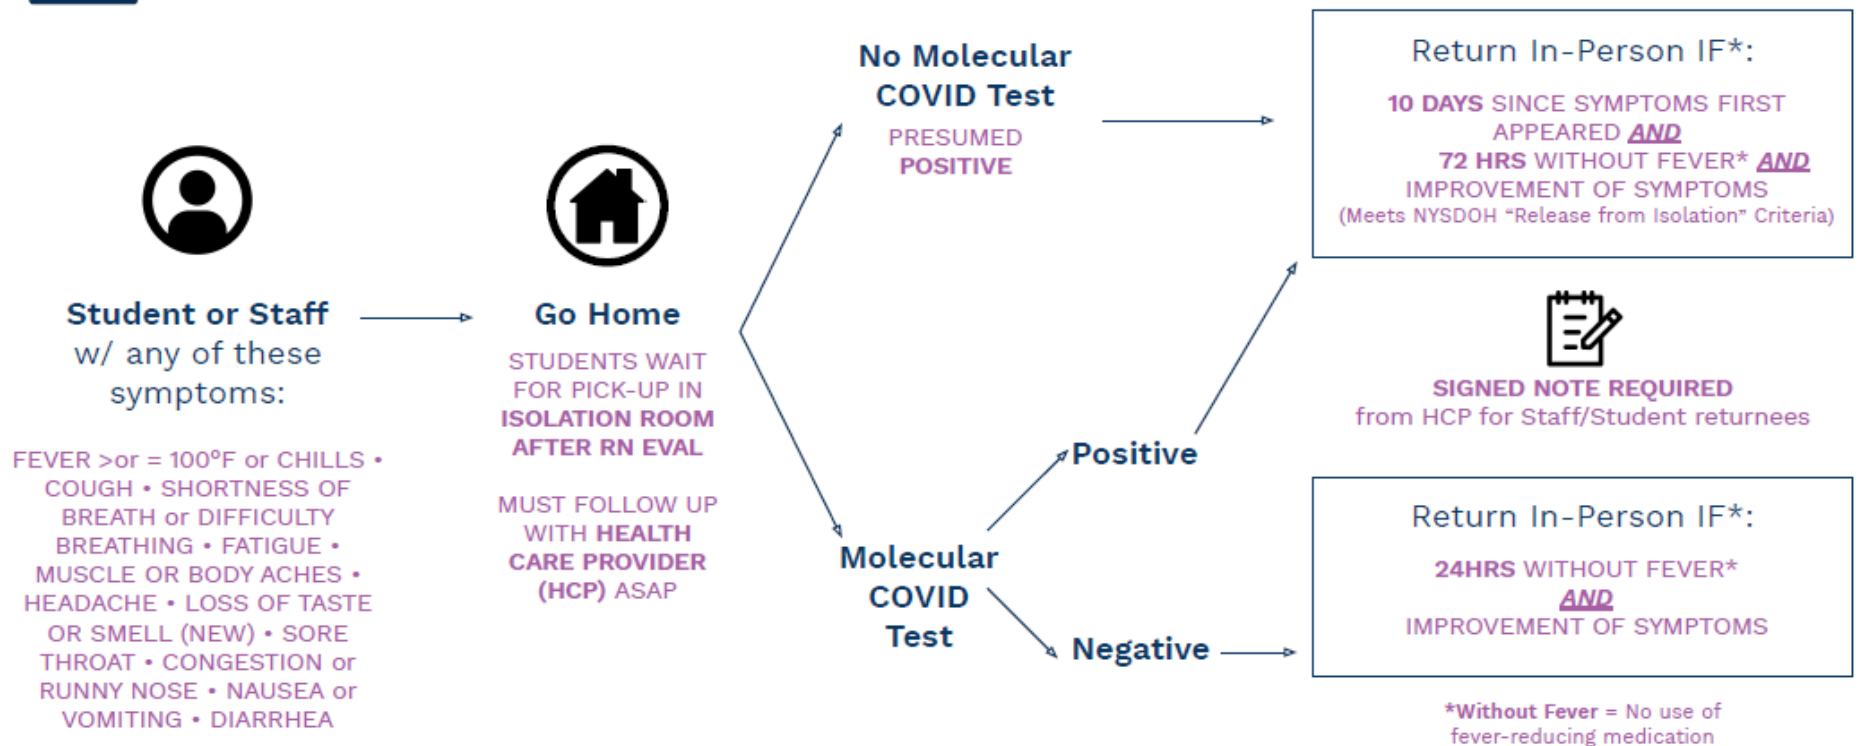 Student or Staff
w/ any of these
symptoms:
FEVER >or = 100°F or CHILLS •
COUGH • SHORTNESS OF
BREATH or DIFFICULTY
BREATHING • FATIGUE •
MUSCLE OR BODY ACHES •
HEADACHE • LOSS OF TASTE
OR SMELL (NEW) • SORE
THROAT • CONGESTION or
RUNNY NOSE • NAUSEA or
VOMITING • DIARRHEA
Go Home
STUDENTS WAIT
FOR PICK-UP IN
ISOLATION ROOM
AFTER RN EVAL
MUST FOLLOW UP
WITH HEALTH
CARE PROVIDER
(HCP) ASAP
No Molecular
COVID Test
PRESUMED
POSITIVE
Molecular
COVID
Test
Positive
Negative
Return In-Person IF*:
10 DAYS SINCE SYMPTOMS FIRST
APPEARED AND
72 HRS WITHOUT FEVER* AND
IMPROVEMENT OF SYMPTOMS
(Meets NYSDOH “Release from Isolation” Criteria)
SIGNED NOTE REQUIRED
from HCP for Staff/Student returnees
Return In-Person IF*:
24HRS WITHOUT FEVER*
AND
IMPROVEMENT OF SYMPTOMS
*Without Fever = No use of
fever-reducing medication